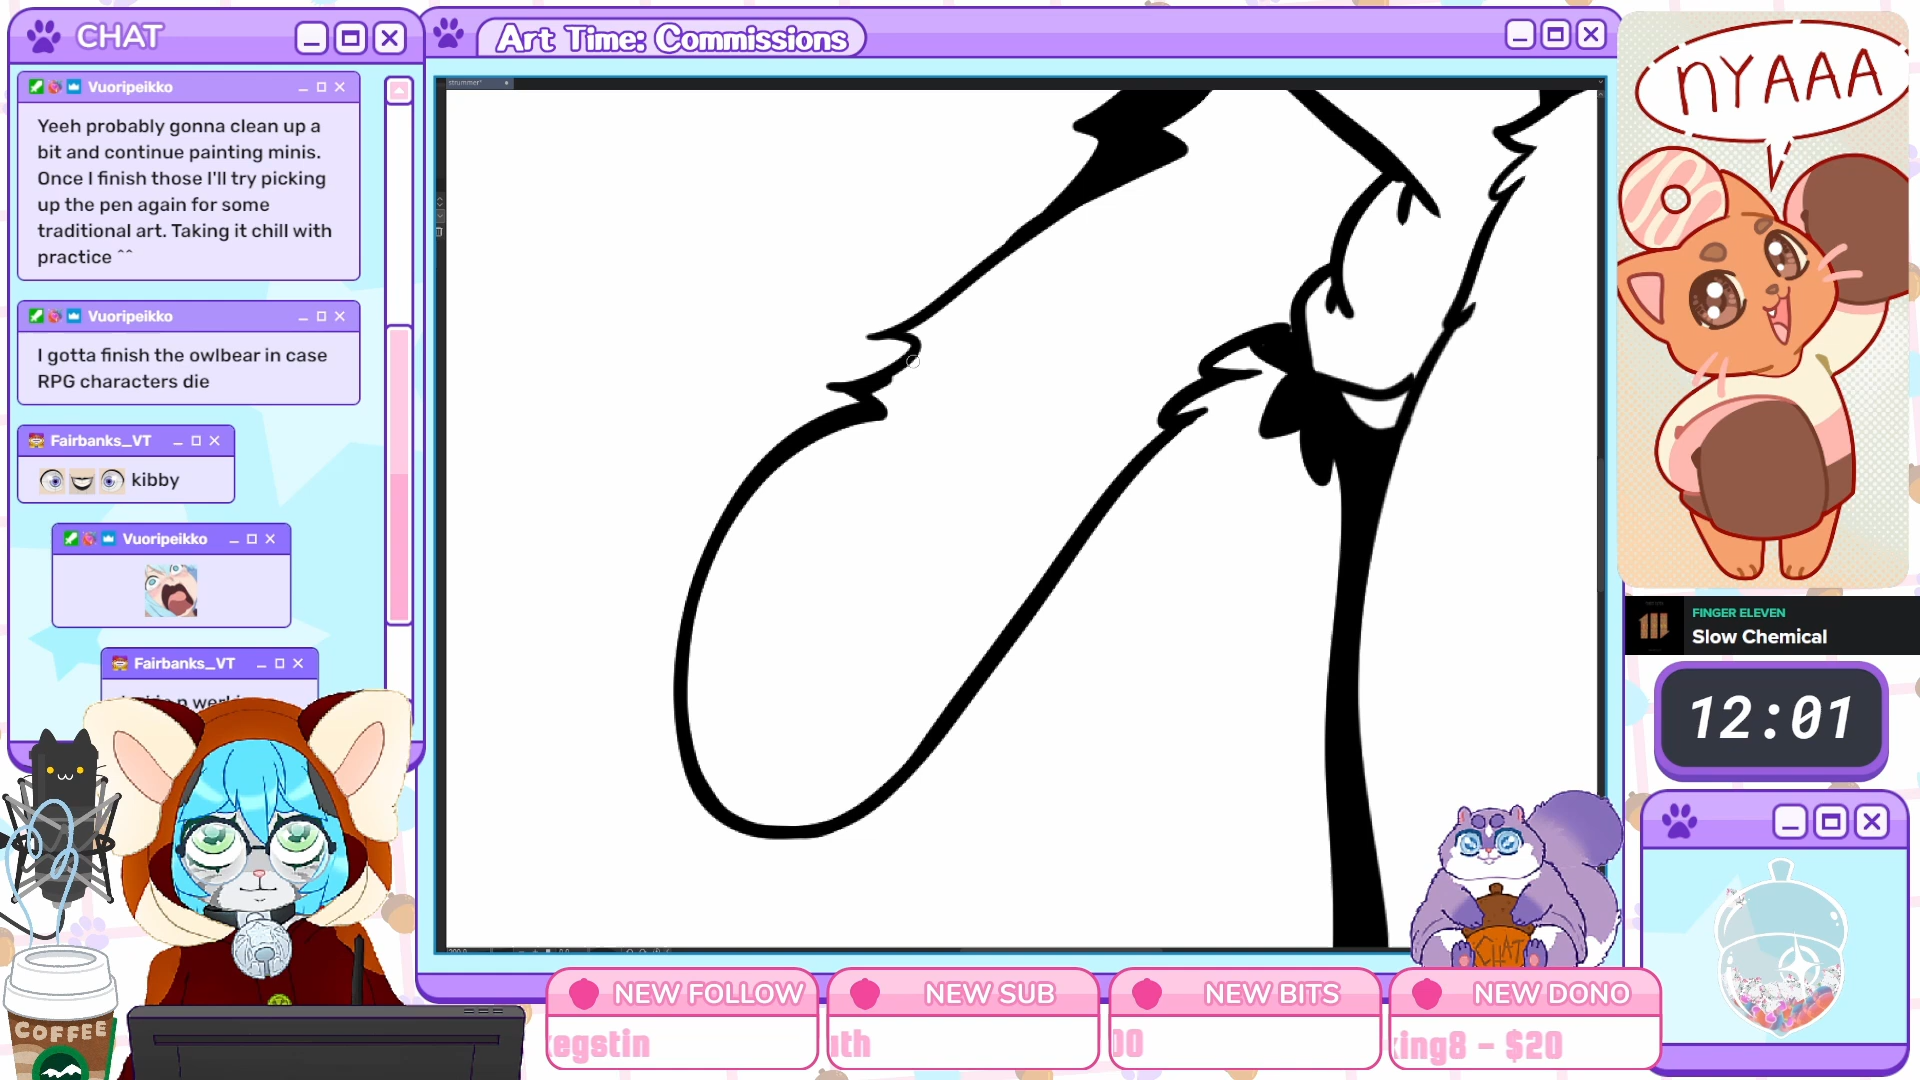 CHAT
Art Time: Commissions
strummer*
NYAAA
Vuoripeikko
Yeeh probably gonna clean up a
bit and continue painting minis.
Once I finish those I'll try picking
up the pen again for some
traditional art. Taking it chill with
practice ^^
Vuoripeikko
I gotta finish the owlbear in case
RPG characters die
Fairbanks_VT
kibby
Vuoripeikko
Fairbanks_VT
FINGER ELEVEN
Slow Chemical
12:01
CHAT
COFFEE
NEW FOLLOW
NEW SUB
NEW BITS
NEW DONO
egstin
uth
00
king8 - $20